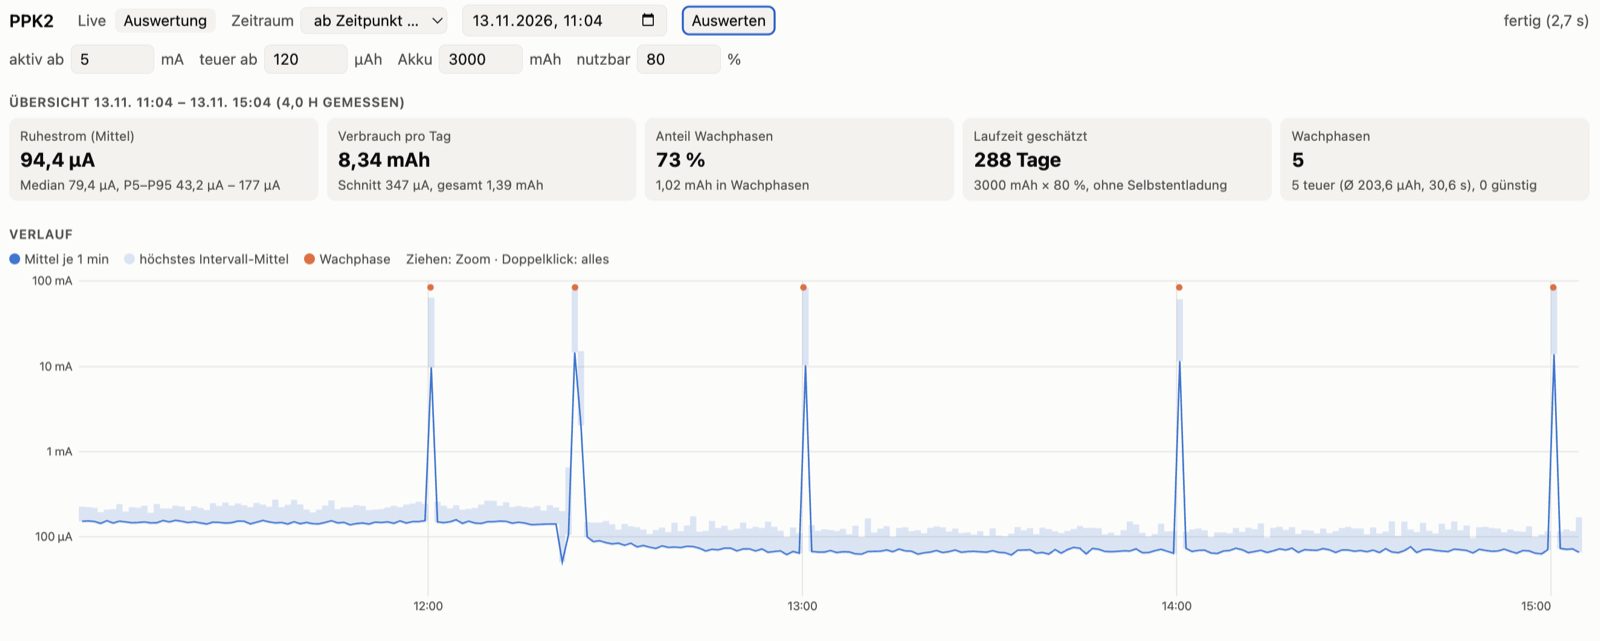 PPK2 Live Auswertung Zeitraum ab Zeitpunkt ... 13.11.2026, 11:04 Auswerten fertig (2,7 s)
aktiv ab 5 mA teuer ab 120 µAh Akku 3000 mAh nutzbar 80 %
ÜBERSICHT 13.11. 11:04 – 13.11. 15:04 (4,0 H GEMESSEN)
Ruhestrom (Mittel)
94,4 µA
Median 79,4 µA, P5–P95 43,2 µA – 177 µA
Verbrauch pro Tag
8,34 mAh
Schnitt 347 µA, gesamt 1,39 mAh
Anteil Wachphasen
73 %
1,02 mAh in Wachphasen
Laufzeit geschätzt
288 Tage
3000 mAh × 80 %, ohne Selbstentladung
Wachphasen
5
5 teuer (Ø 203,6 µAh, 30,6 s), 0 günstig
VERLAUF
Mittel je 1 min höchstes Intervall-Mittel Wachphase Ziehen: Zoom · Doppelklick: alles
100 mA
10 mA
1 mA
100 µA
12:00 13:00 14:00 15:00